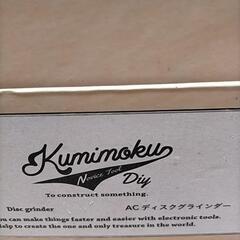 Kumimoku
Novice Tool
Diy
To construct something.
Disc grinder
ACディスクグラインダー
ou can make things faster and easier with electronic tools.
elp to create the one and only treasure in the world.